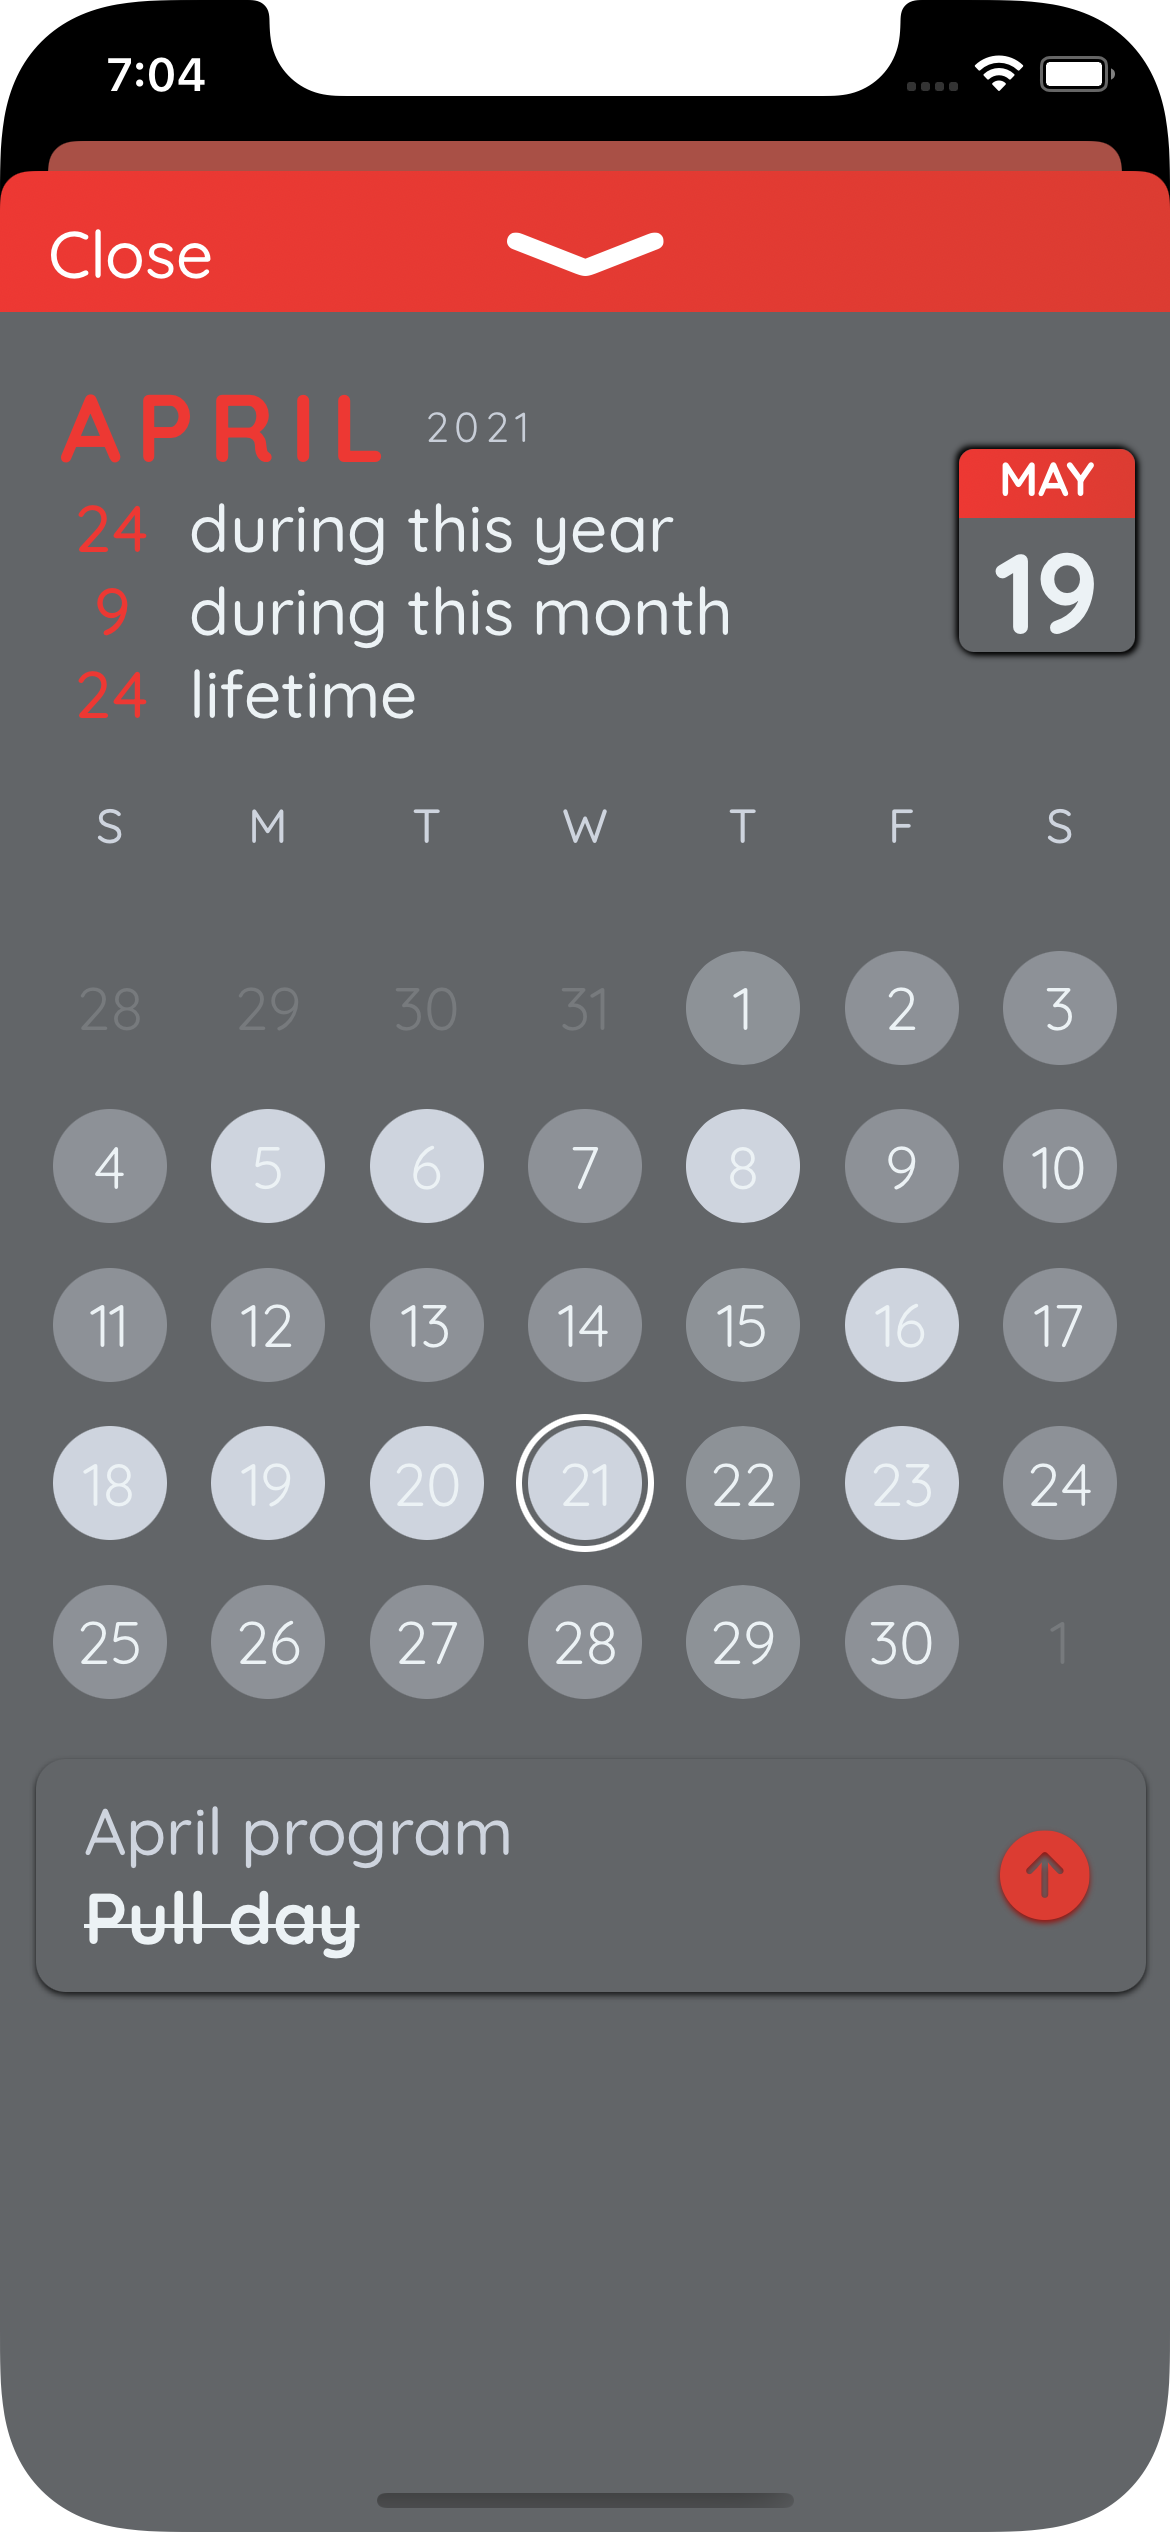 7:04
Close
APRIL 2021
24 during this year
9 during this month
24 lifetime
MAY
19
S M T W T F S
28 29 30 31 1 2 3
4 5 6 7 8 9 10
11 12 13 14 15 16 17
18 19 20 21 22 23 24
25 26 27 28 29 30 1
April program
Pull day